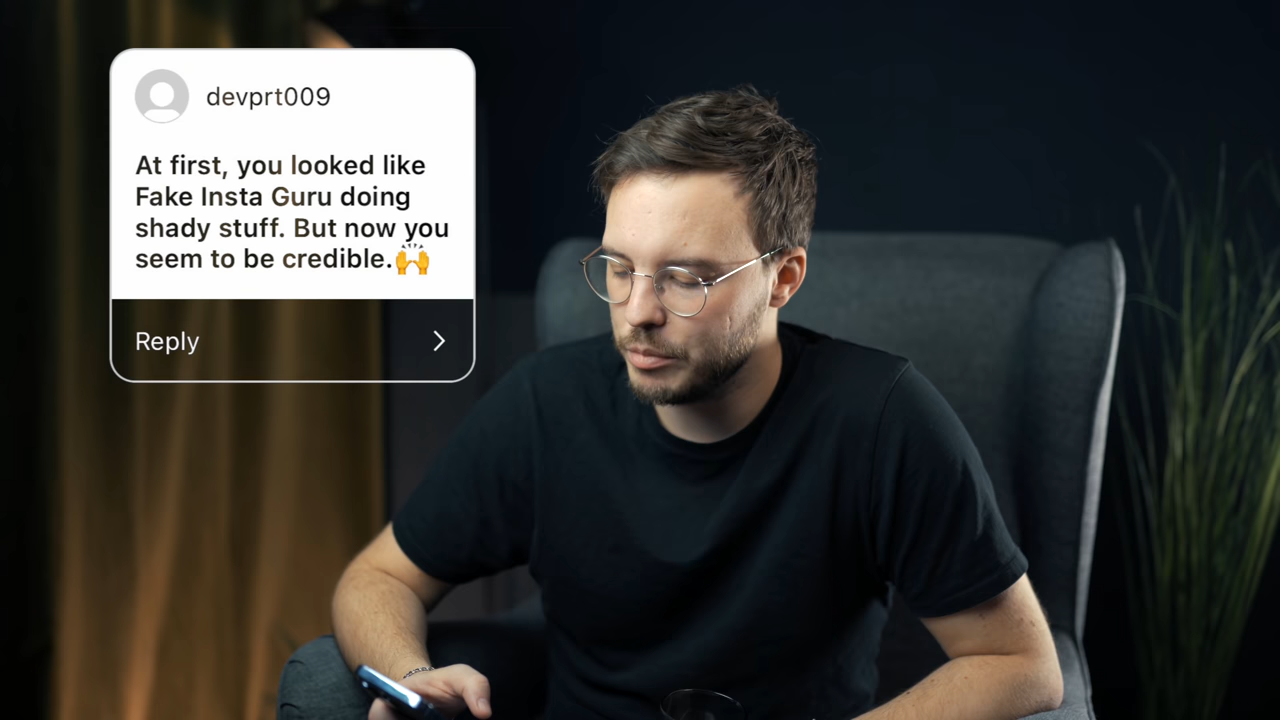 devprt009
At first, you looked like
Fake Insta Guru doing
shady stuff. But now you
seem to be credible.🙌
Reply